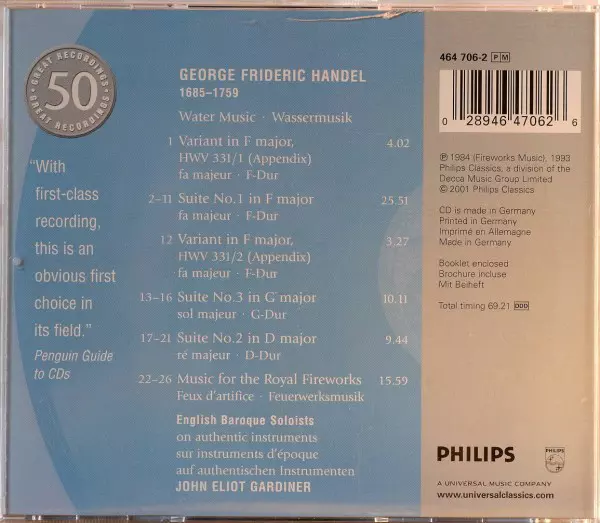 GREAT RECORDINGS
50
GREAT RECORDINGS
"With
first-class
recording,
this is an
obvious first
choice in
its field."
Penguin Guide
to CDs
GEORGE FRIDERIC HANDEL
1685–1759
Water Music · Wassermusik
1 Variant in F major, 4.02
HWV 331/1 (Appendix)
fa majeur · F-Dur
2–11 Suite No.1 in F major 25.51
fa majeur · F-Dur
12 Variant in F major, 3.27
HWV 331/2 (Appendix)
fa majeur · F-Dur
13–16 Suite No.3 in G major 10.11
sol majeur · G-Dur
17–21 Suite No.2 in D major 9.44
ré majeur · D-Dur
22–26 Music for the Royal Fireworks 15.59
Feux d'artifice · Feuerwerksmusik
English Baroque Soloists
on authentic instruments
sur instruments d'époque
auf authentischen Instrumenten
JOHN ELIOT GARDINER
464 706-2 PM
0 28946 47062 6
℗ 1984 (Fireworks Music), 1993
Philips Classics, a division of the
Decca Music Group Limited
© 2001 Philips Classics
CD is made in Germany
Printed in Germany
Imprimé en Allemagne
Made in Germany
Booklet enclosed
Brochure incluse
Mit Beiheft
Total timing 69.21 DDD
PHILIPS
PHILIPS
A UNIVERSAL MUSIC COMPANY
www.universalclassics.com